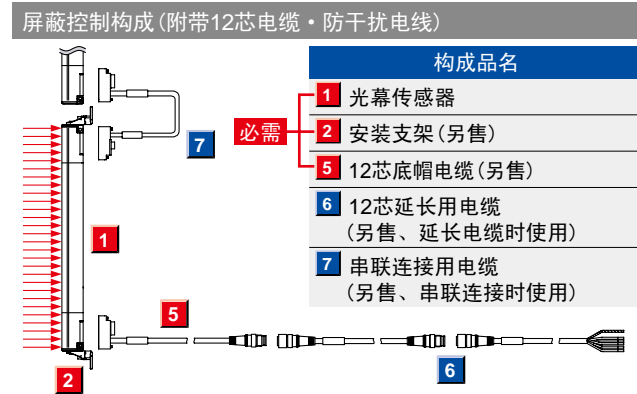 屏蔽控制构成(附带12芯电缆・防干扰电线)
构成品名
必需
1 光幕传感器
2 安装支架(另售)
5 12芯底帽电缆(另售)
6 12芯延长用电缆
(另售、延长电缆时使用)
7 串联连接用电缆
(另售、串联连接时使用)
7
1
5
2
6